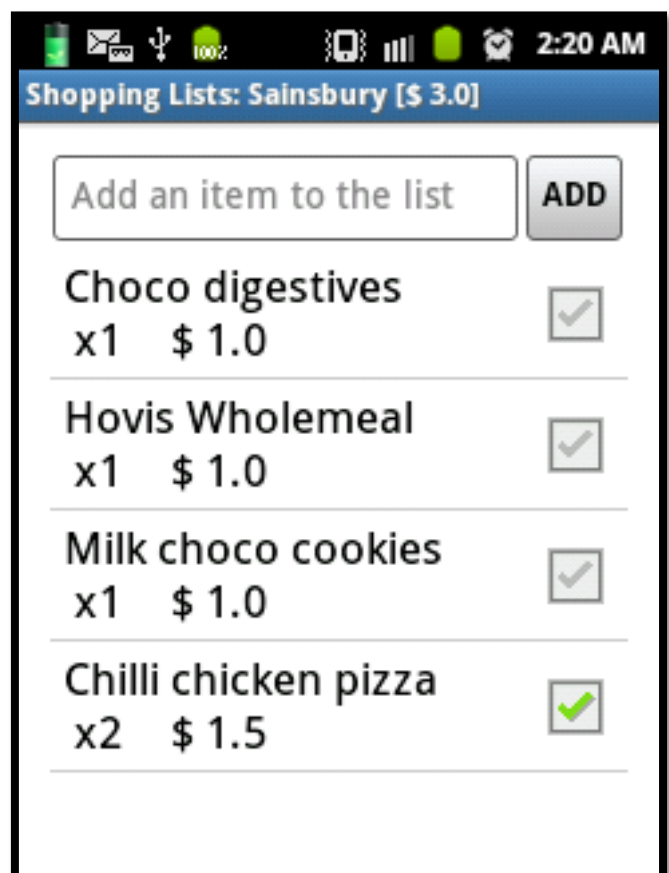 100% 2:20 AM
Shopping Lists: Sainsbury [$ 3.0]
Add an item to the list ADD
Choco digestives
x1 $ 1.0
Hovis Wholemeal
x1 $ 1.0
Milk choco cookies
x1 $ 1.0
Chilli chicken pizza
x2 $ 1.5